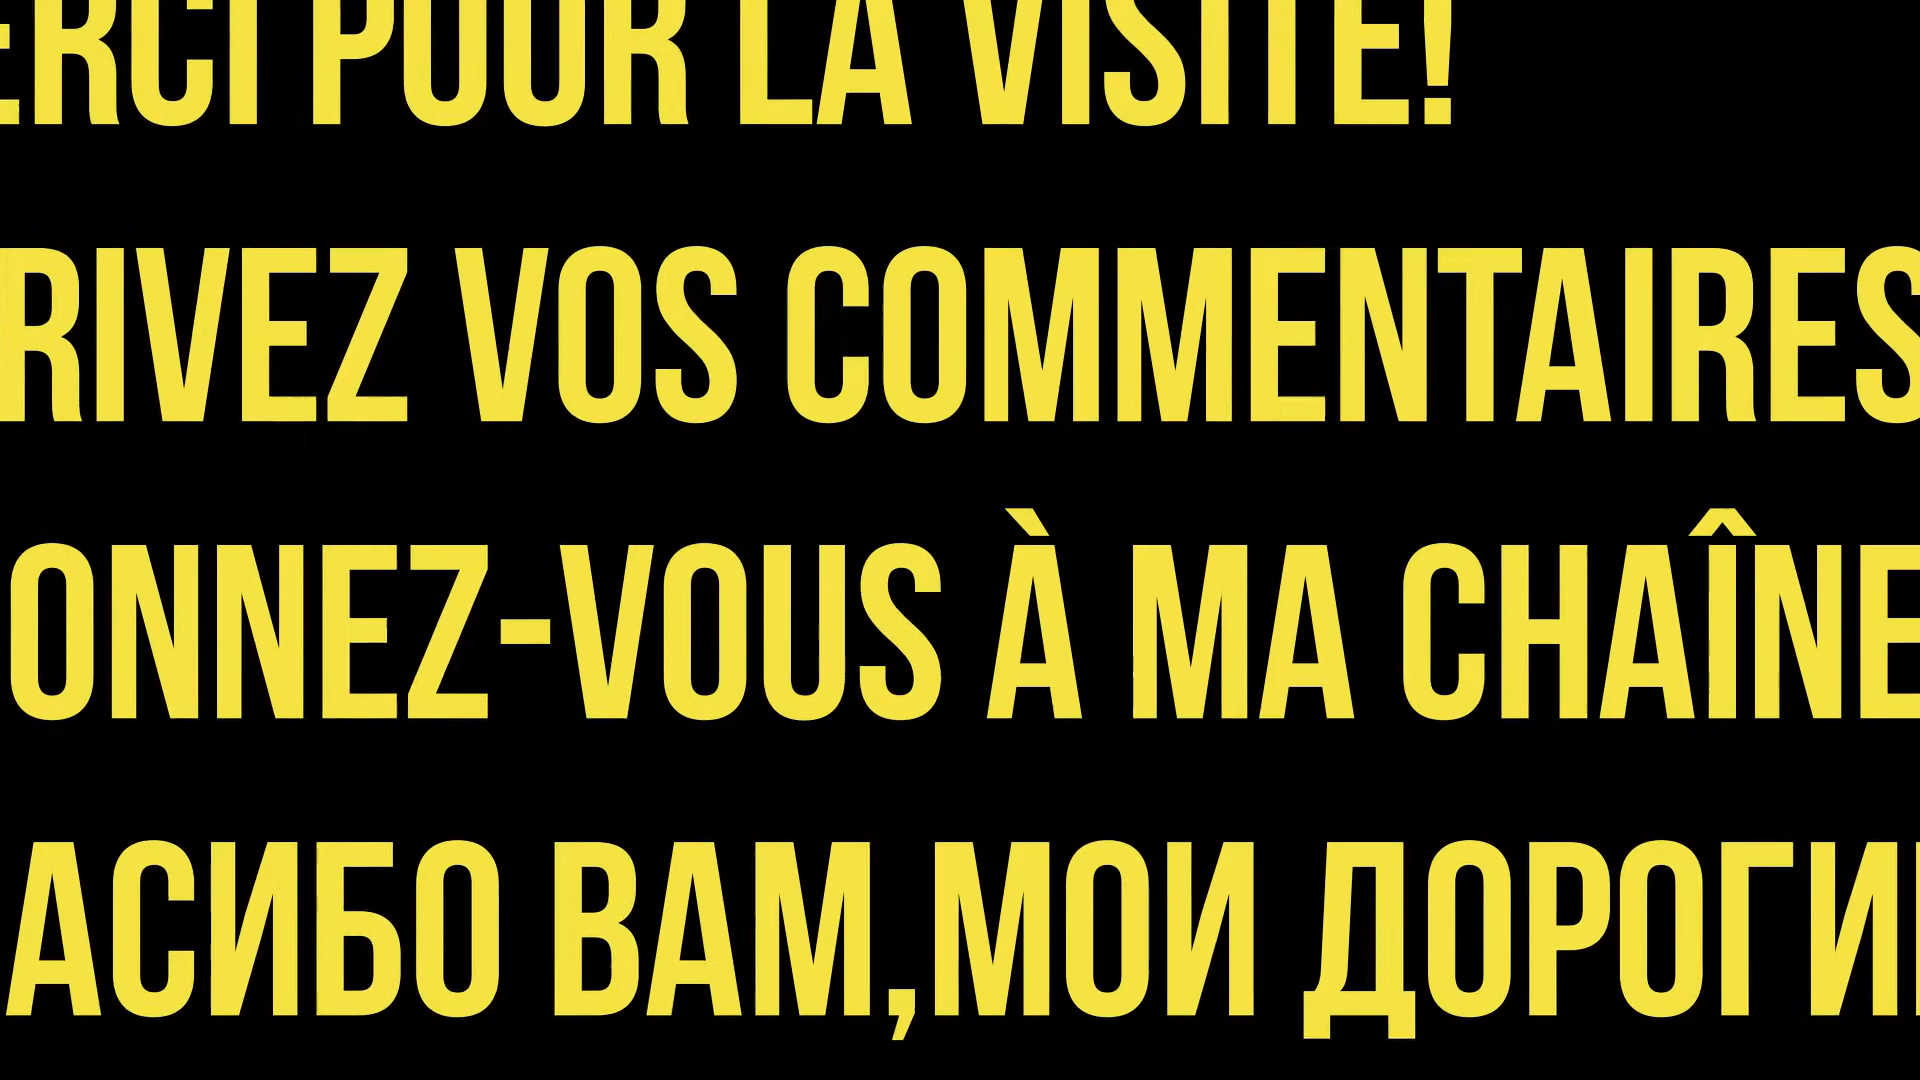 ERCI POUR LA VISITE!
RIVEZ VOS COMMENTAIRES
ONNEZ-VOUS À MA CHAÎNE
АСИБО ВАМ,МОИ ДОРОГИ